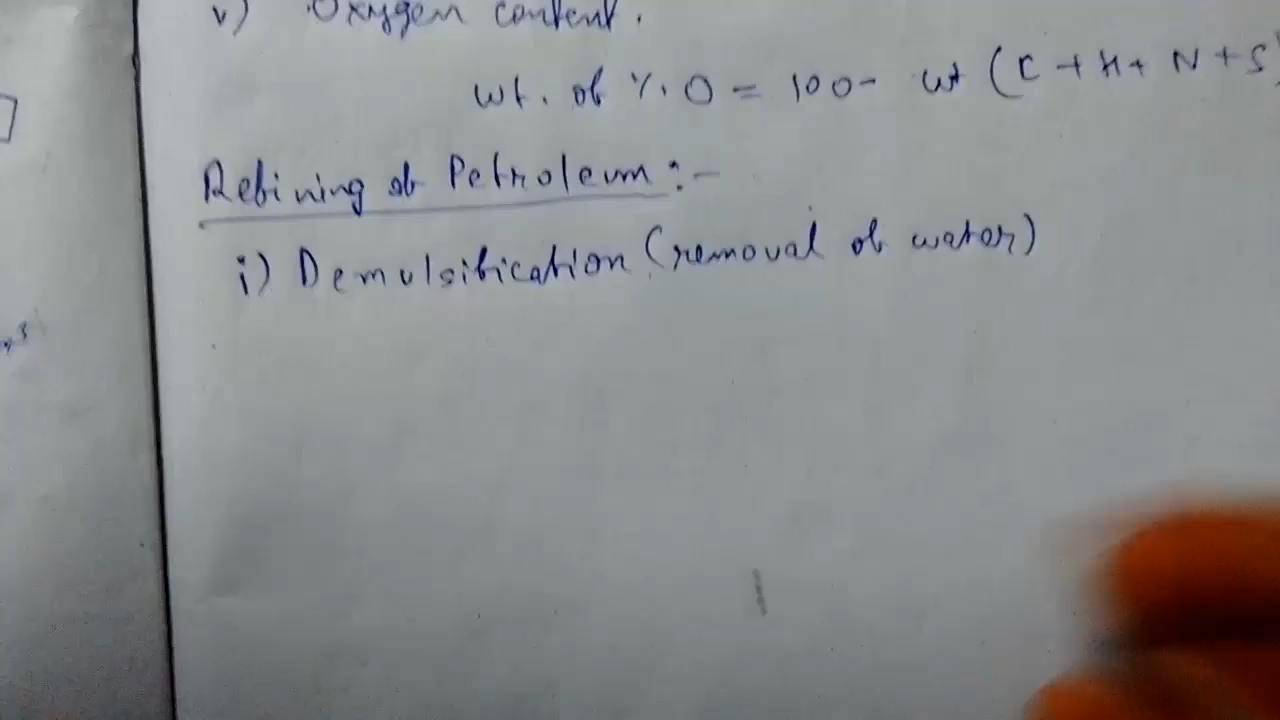 v) Oxygen content.
wt. of % O = 100 - wt (C + H + N + S)
Refining of Petroleum :-
i) Demulsification (removal of water)